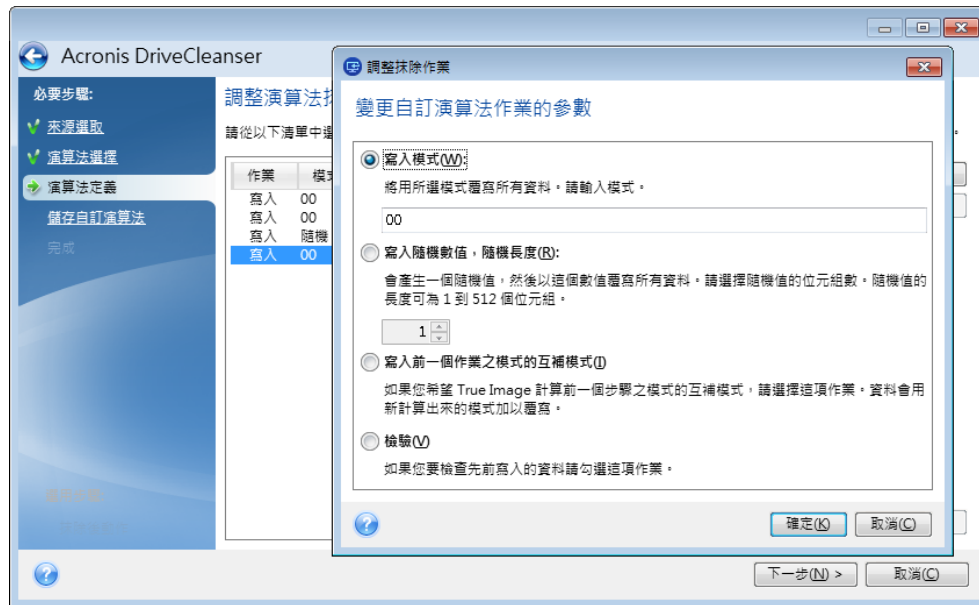 Acronis DriveCleanser
必要步驟:
來源選取
演算法選擇
演算法定義
儲存自訂演算法
完成
調整演算法
請從以下清單中
作業
寫入 00
寫入 00
寫入 隨機
寫入 00
調整抹除作業
變更自訂演算法作業的參數
寫入模式(W):
將用所選模式覆寫所有資料。請輸入模式。
00
寫入隨機數值，隨機長度(R):
會產生一個隨機值，然後以這個數值覆寫所有資料。請選擇隨機值的位元組數。隨機值的
長度可為 1 到 512 個位元組。
1
寫入前一個作業之模式的互補模式(I)
如果您希望 True Image 計算前一個步驟之模式的互補模式，請選擇這項作業。資料會用
新計算出來的模式加以覆寫。
檢驗(V)
如果您要檢查先前寫入的資料請勾選這項作業。
確定(K)
取消(C)
下一步(N) >
取消(C)